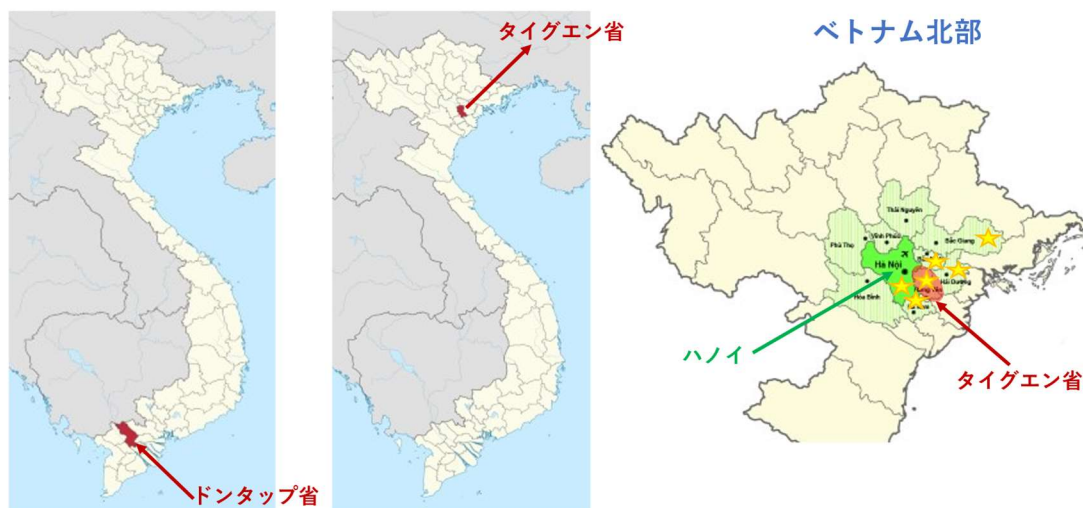 タイグエン省
ベトナム北部
Thái Nguyên
Phú Thọ
Vĩnh Phúc
Bắc Giang
Hà Nội
Hải Dương
Hòa Bình
ハノイ
タイグエン省
ドンタップ省